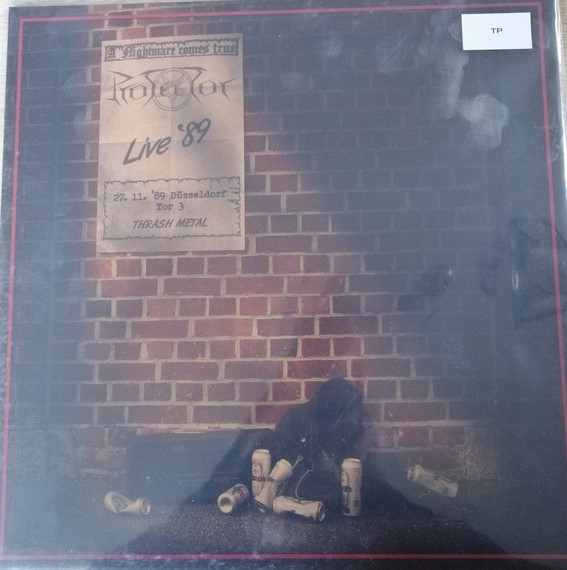 TP
A Nightmare comes true
Protector
Live '89
27. 11. '89 Düsseldorf
Tor 3
THRASH METAL